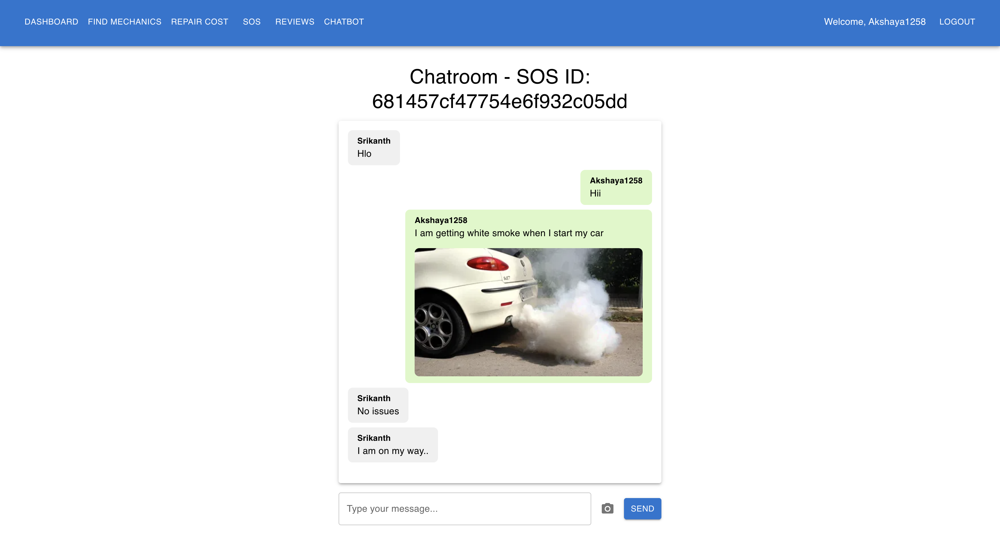 DASHBOARD FIND MECHANICS REPAIR COST SOS REVIEWS CHATBOT Welcome, Akshaya1258 LOGOUT
Chatroom - SOS ID:
681457cf47754e6f932c05dd
Srikanth
Hlo
Akshaya1258
Hii
Akshaya1258
I am getting white smoke when I start my car
147
Srikanth
No issues
Srikanth
I am on my way..
Type your message...
SEND